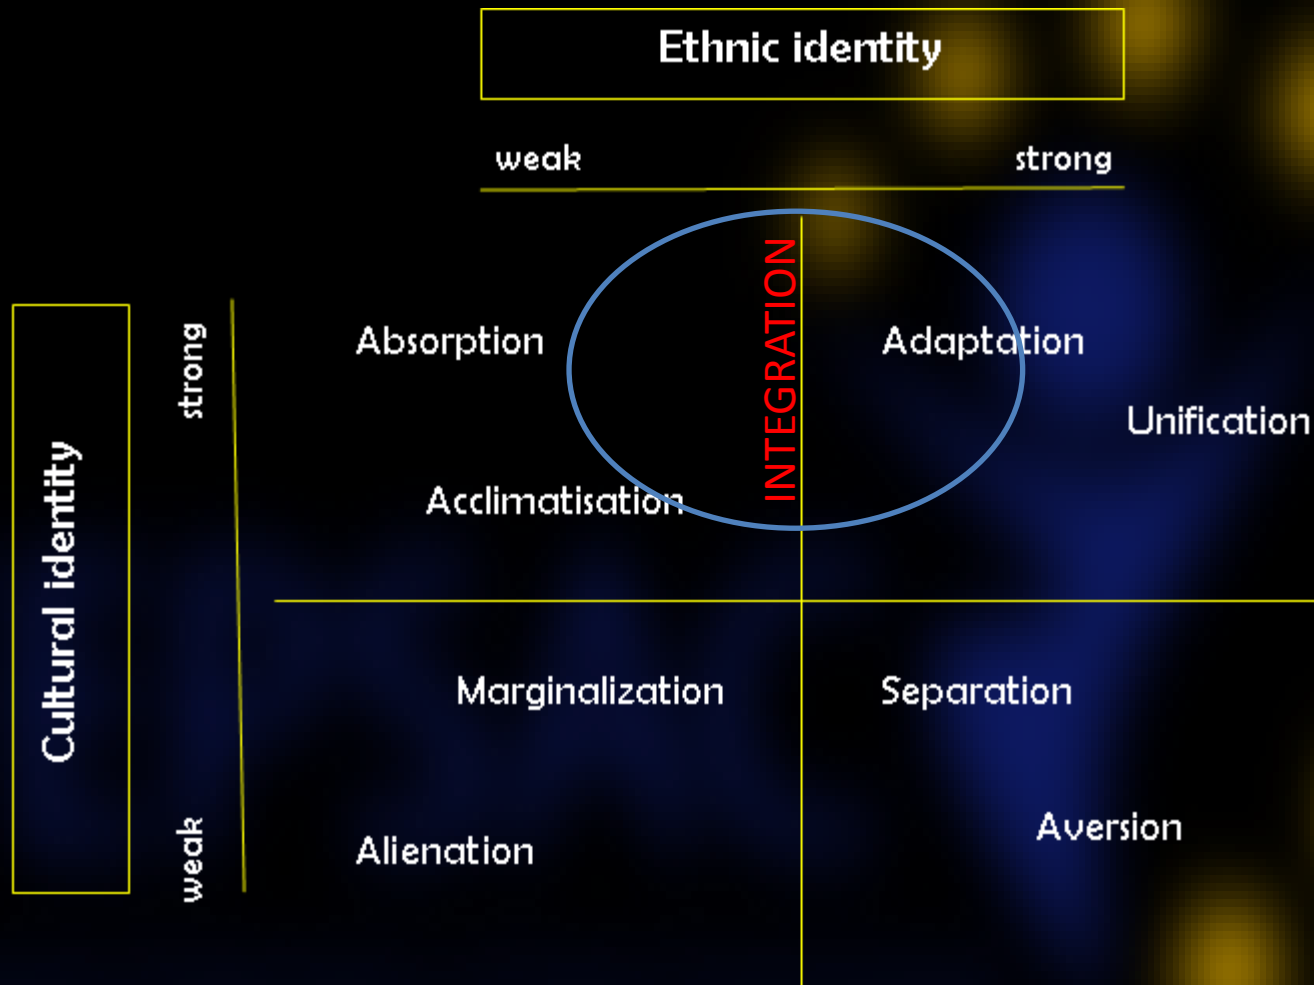 Ethnic identity
weak
strong
Cultural identity
strong
weak
INTEGRATION
Absorption
Adaptation
Unification
Acclimatisation
Marginalization
Separation
Aversion
Alienation